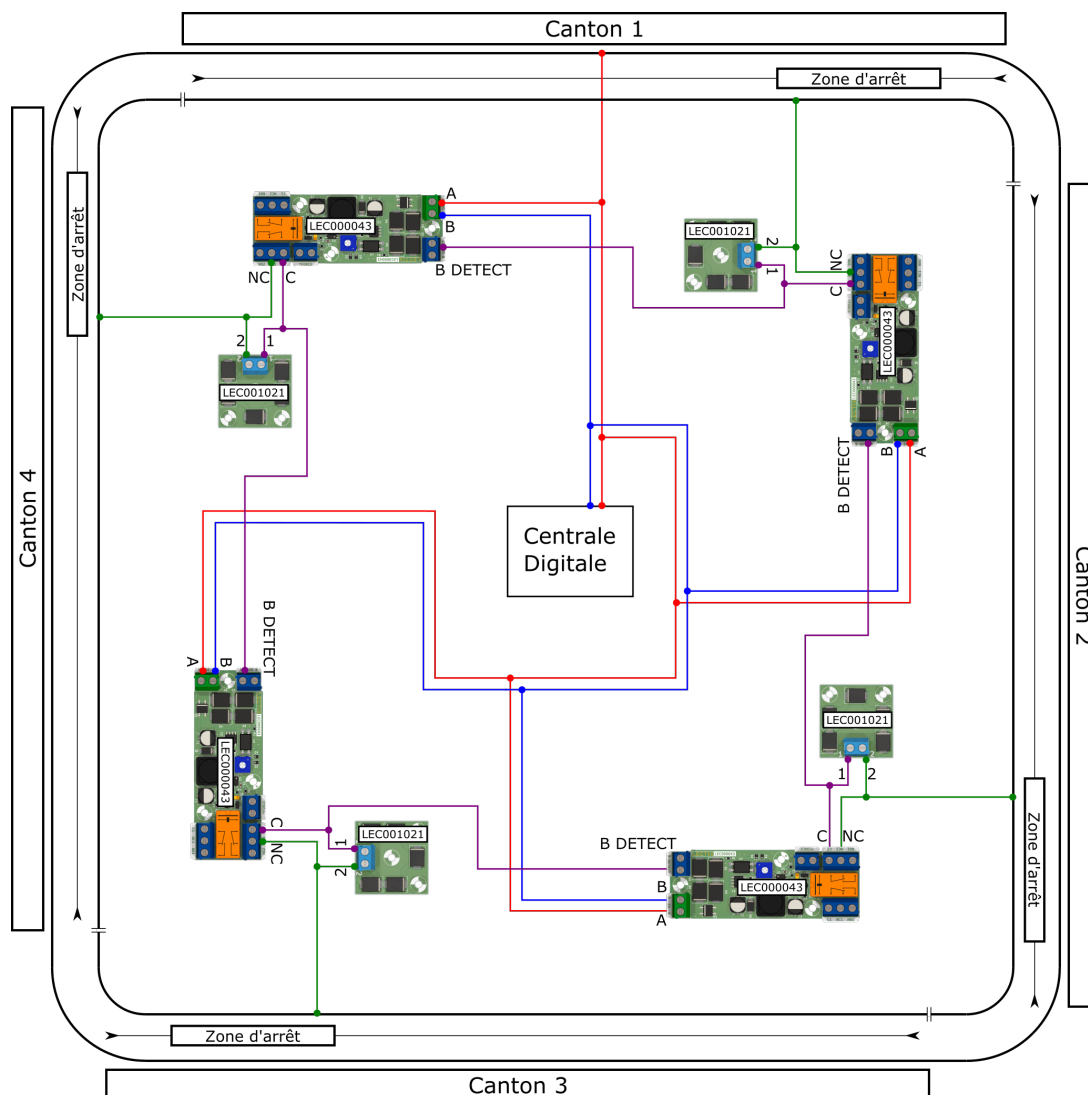 Canton 1
Zone d'arrêt
Zone d'arrêt
A
LEC000043
B
LEC001021
2
1
NC
C
B DETECT
NC
C
2
1
LEC001021
LEC000043
B DETECT
B
A
Canton 4
Centrale
Digitale
Canton 2
B DETECT
A
B
LEC000043
C
NC
1
2
LEC001021
LEC001021
1
2
C
NC
B DETECT
B
A
LEC000043
Zone d'arrêt
Zone d'arrêt
Canton 3